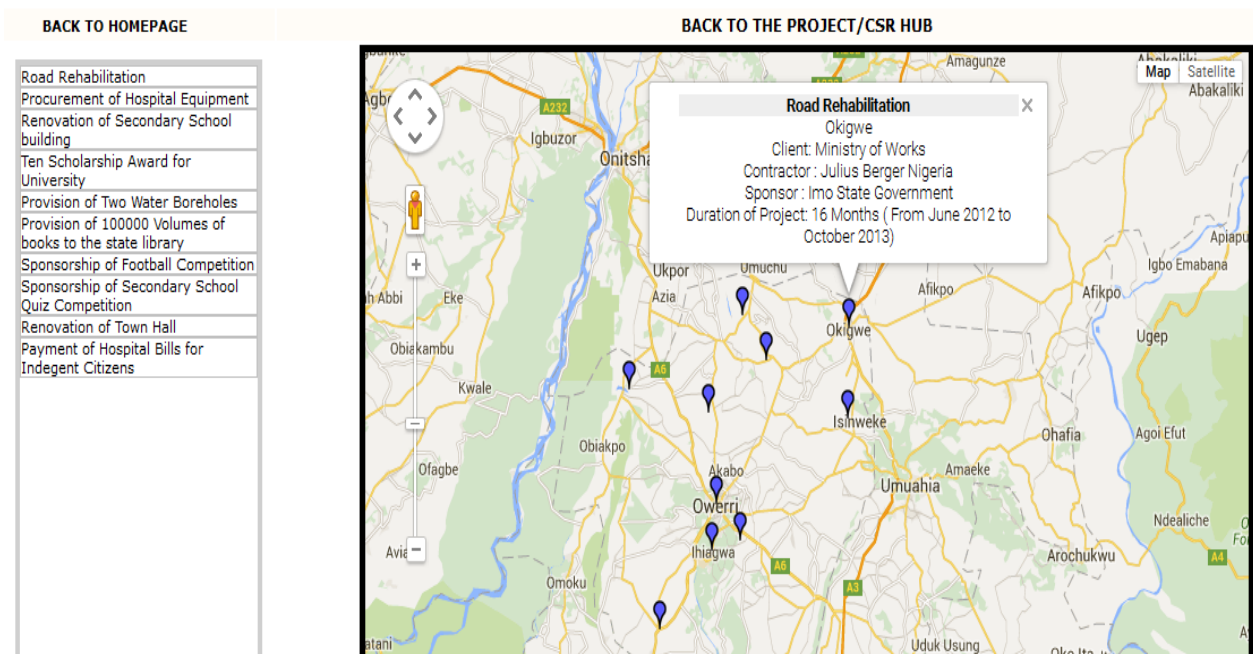 BACK TO HOMEPAGE
BACK TO THE PROJECT/CSR HUB
Road Rehabilitation
Procurement of Hospital Equipment
Renovation of Secondary School
building
Ten Scholarship Award for
University
Provision of Two Water Boreholes
Provision of 100000 Volumes of
books to the state library
Sponsorship of Football Competition
Sponsorship of Secondary School
Quiz Competition
Renovation of Town Hall
Payment of Hospital Bills for
Indegent Citizens
Amagunze
Map Satellite
Abakaliki
A232
Igbuzor
Onitsha
Road Rehabilitation
Okigwe
Client: Ministry of Works
Contractor : Julius Berger Nigeria
Sponsor : Imo State Government
Duration of Project: 16 Months ( From June 2012 to
October 2013)
Ukpor
Umuchu
Igbo Emabana
Abbi
Eke
Azia
Afikpo
Afikpo
Okigwe
Ugep
Obiakambu
A6
Kwale
Isinweke
Ohafia
Agoi Efut
Obiakpo
Ofagbe
Akabo
Amaeke
Umuahia
Owerri
Ndealiche
Ihiagwa
Arochukwu
A4
A6
Omoku
A3
Uduk Usung